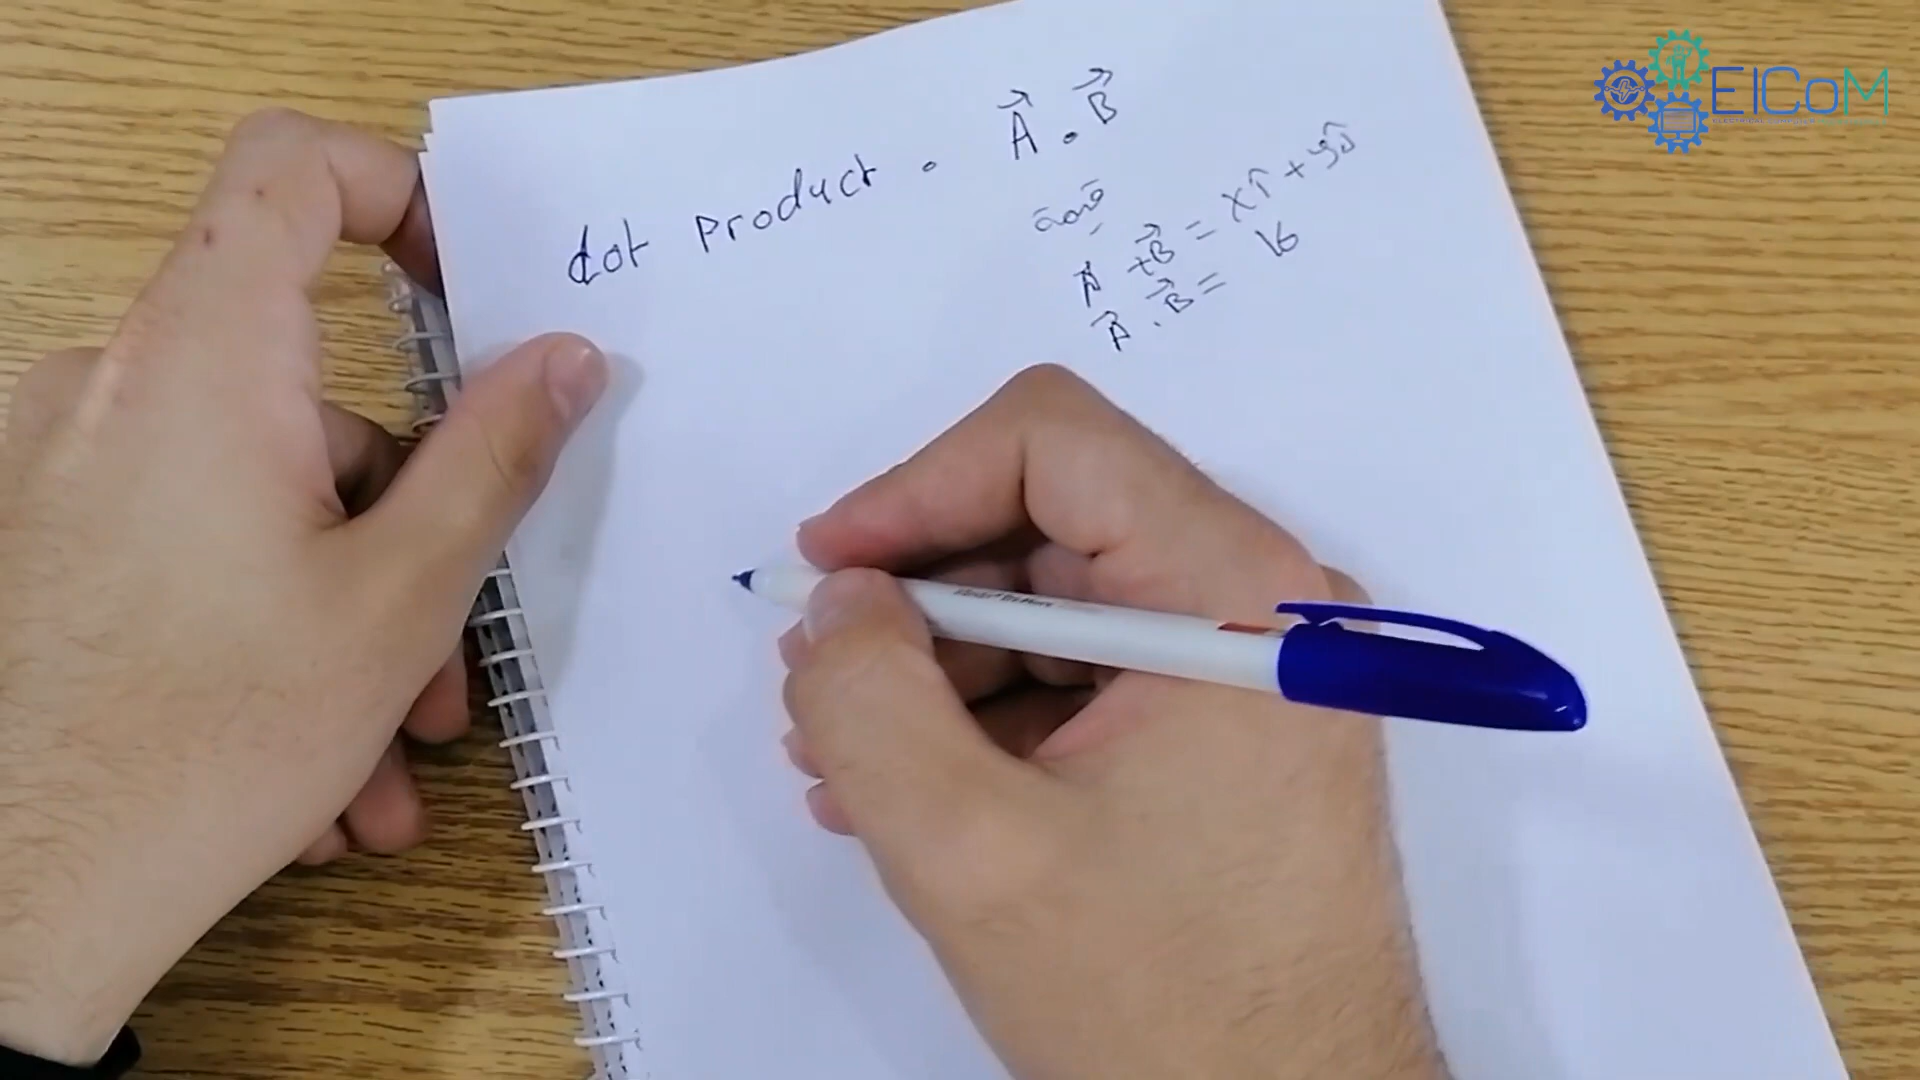 dot Product . A⃗ . B⃗
قيمة
A⃗ + B⃗ = xî + yĵ
A⃗ . B⃗ = 16
EICoM